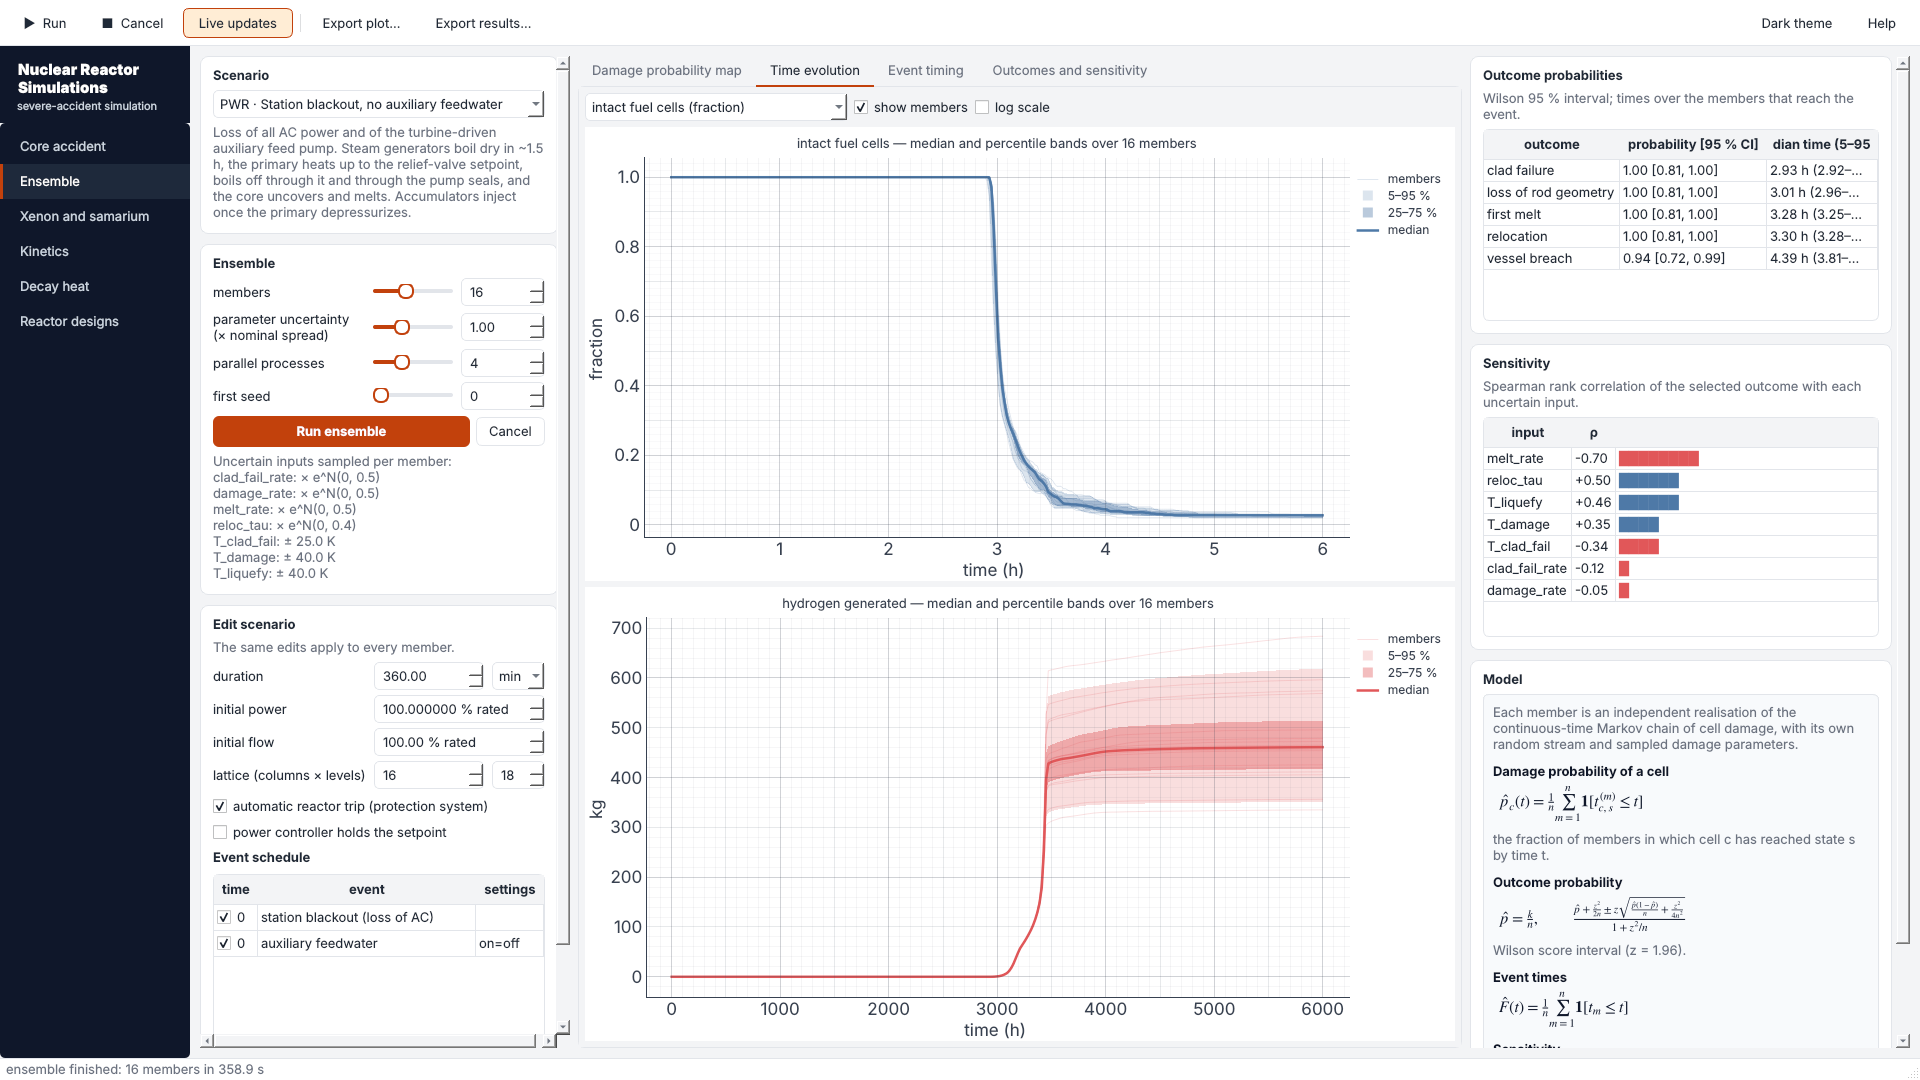 Run
Cancel
Live updates
Export plot...
Export results...
Dark theme
Help
Nuclear Reactor
Simulations
severe-accident simulation
Core accident
Ensemble
Xenon and samarium
Kinetics
Decay heat
Reactor designs
Scenario
PWR · Station blackout, no auxiliary feedwater
Loss of all AC power and of the turbine-driven
auxiliary feed pump. Steam generators boil dry in ~1.5
h, the primary heats up to the relief-valve setpoint,
boils off through it and through the pump seals, and
the core uncovers and melts. Accumulators inject
once the primary depressurizes.
Ensemble
members 16
parameter uncertainty
(× nominal spread) 1.00
parallel processes 4
first seed 0
Run ensemble
Cancel
Uncertain inputs sampled per member:
clad_fail_rate: × e^N(0, 0.5)
damage_rate: × e^N(0, 0.5)
melt_rate: × e^N(0, 0.5)
reloc_tau: × e^N(0, 0.4)
T_clad_fail: ± 25.0 K
T_damage: ± 40.0 K
T_liquefy: ± 40.0 K
Edit scenario
The same edits apply to every member.
duration 360.00 min
initial power 100.000000 % rated
initial flow 100.00 % rated
lattice (columns × levels) 16 18
automatic reactor trip (protection system)
power controller holds the setpoint
Event schedule
time event settings
0 station blackout (loss of AC)
0 auxiliary feedwater on=off
Damage probability map
Time evolution
Event timing
Outcomes and sensitivity
intact fuel cells (fraction)
show members
log scale
intact fuel cells — median and percentile bands over 16 members
fraction
1.0
0.8
0.6
0.4
0.2
0
0 1 2 3 4 5 6
time (h)
members
5–95 %
25–75 %
median
hydrogen generated — median and percentile bands over 16 members
kg
700
600
500
400
300
200
100
0
0 1000 2000 3000 4000 5000 6000
time (h)
members
5–95 %
25–75 %
median
Outcome probabilities
Wilson 95 % interval; times over the members that reach the
event.
outcome probability [95 % CI] dian time (5–95
clad failure 1.00 [0.81, 1.00] 2.93 h (2.92–...
loss of rod geometry 1.00 [0.81, 1.00] 3.01 h (2.96–...
first melt 1.00 [0.81, 1.00] 3.28 h (3.25–...
relocation 1.00 [0.81, 1.00] 3.30 h (3.28–...
vessel breach 0.94 [0.72, 0.99] 4.39 h (3.81–...
Sensitivity
Spearman rank correlation of the selected outcome with each
uncertain input.
input ρ
melt_rate -0.70
reloc_tau +0.50
T_liquefy +0.46
T_damage +0.35
T_clad_fail -0.34
clad_fail_rate -0.12
damage_rate -0.05
Model
Each member is an independent realisation of the
continuous-time Markov chain of cell damage, with its own
random stream and sampled damage parameters.
Damage probability of a cell
p̂_c(t) = 1/n ∑_{m=1}^{n} 1[t_{c,s}^{(m)} ≤ t]
the fraction of members in which cell c has reached state s
by time t.
Outcome probability
p̂ = k/n, (p̂ + z²/2n ± z√(p̂(1−p̂)/n + z²/4n²)) / (1 + z²/n)
Wilson score interval (z = 1.96).
Event times
F̂(t) = 1/n ∑_{m=1}^{n} 1[t_m ≤ t]
Sensitivity
ensemble finished: 16 members in 358.9 s